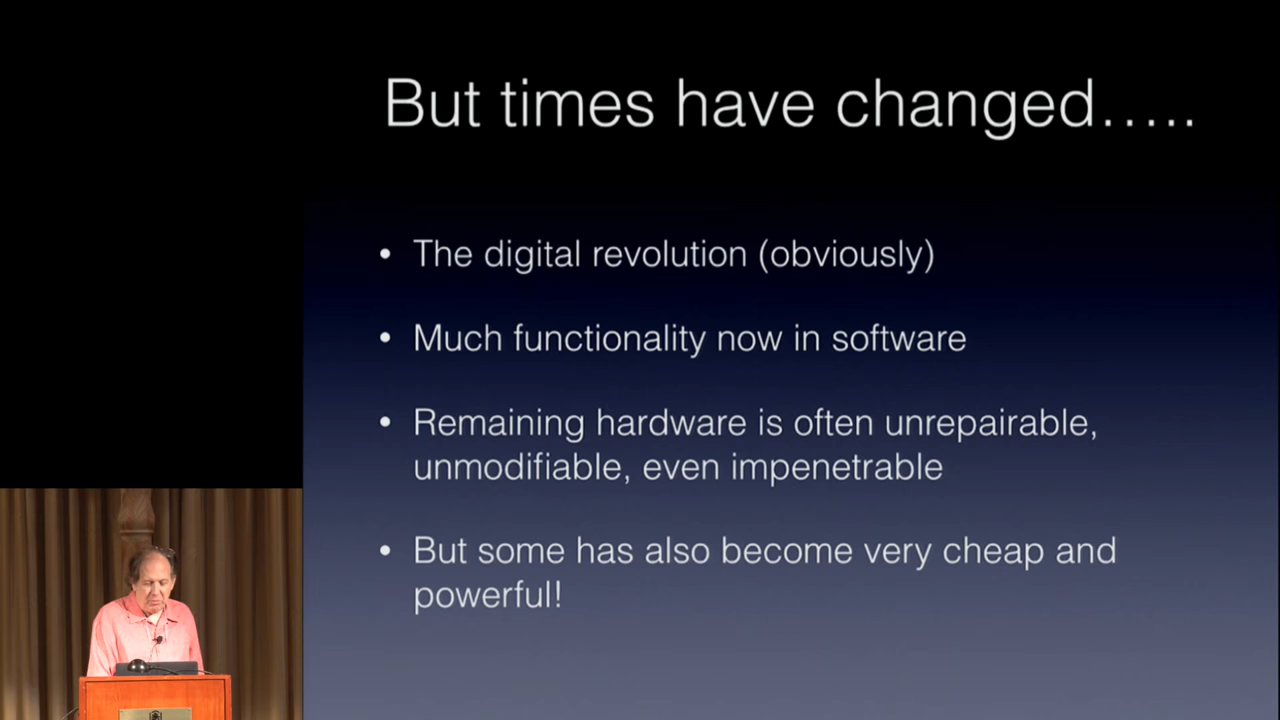 But times have changed…..
• The digital revolution (obviously)
• Much functionality now in software
• Remaining hardware is often unrepairable,
unmodifiable, even impenetrable
• But some has also become very cheap and
powerful!